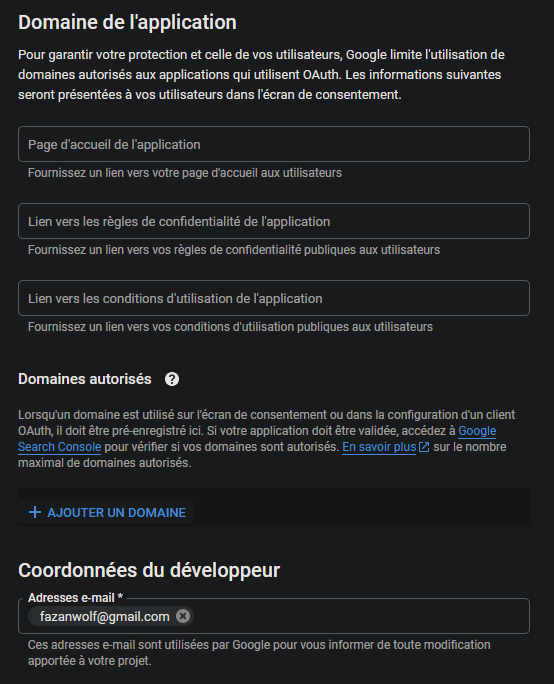 Domaine de l'application
Pour garantir votre protection et celle de vos utilisateurs, Google limite l'utilisation de
domaines autorisés aux applications qui utilisent OAuth. Les informations suivantes
seront présentées à vos utilisateurs dans l'écran de consentement.
Page d'accueil de l'application
Fournissez un lien vers votre page d'accueil aux utilisateurs
Lien vers les règles de confidentialité de l'application
Fournissez un lien vers vos règles de confidentialité publiques aux utilisateurs
Lien vers les conditions d'utilisation de l'application
Fournissez un lien vers vos conditions d'utilisation publiques aux utilisateurs
Domaines autorisés ?
Lorsqu'un domaine est utilisé sur l'écran de consentement ou dans la configuration d'un client
OAuth, il doit être pré-enregistré ici. Si votre application doit être validée, accédez à Google
Search Console pour vérifier si vos domaines sont autorisés. En savoir plus sur le nombre
maximal de domaines autorisés.
+ AJOUTER UN DOMAINE
Coordonnées du développeur
Adresses e-mail *
fazanwolf@gmail.com
Ces adresses e-mail sont utilisées par Google pour vous informer de toute modification
apportée à votre projet.